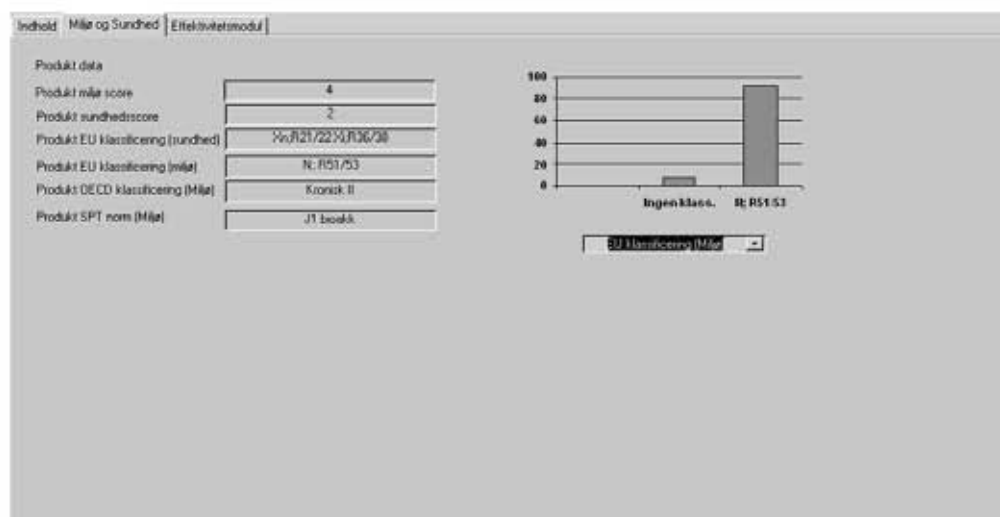 Indhold Miljø og Sundhed Effektivitetsmodul
Produkt data
Produkt miljø score 4
Produkt sundhedsscore 2
Produkt EU klassificering (sundhed) Xn;R21/22 Xi;R36/38
Produkt EU klassificering (miljø) N; R51/53
Produkt OECD klassificering (Miljø) Kronisk II
Produkt SPT norm (Miljø) J1 bioakk
100
80
60
40
20
0
Ingen klass. N; R51/53
EU klassificering (Miljø